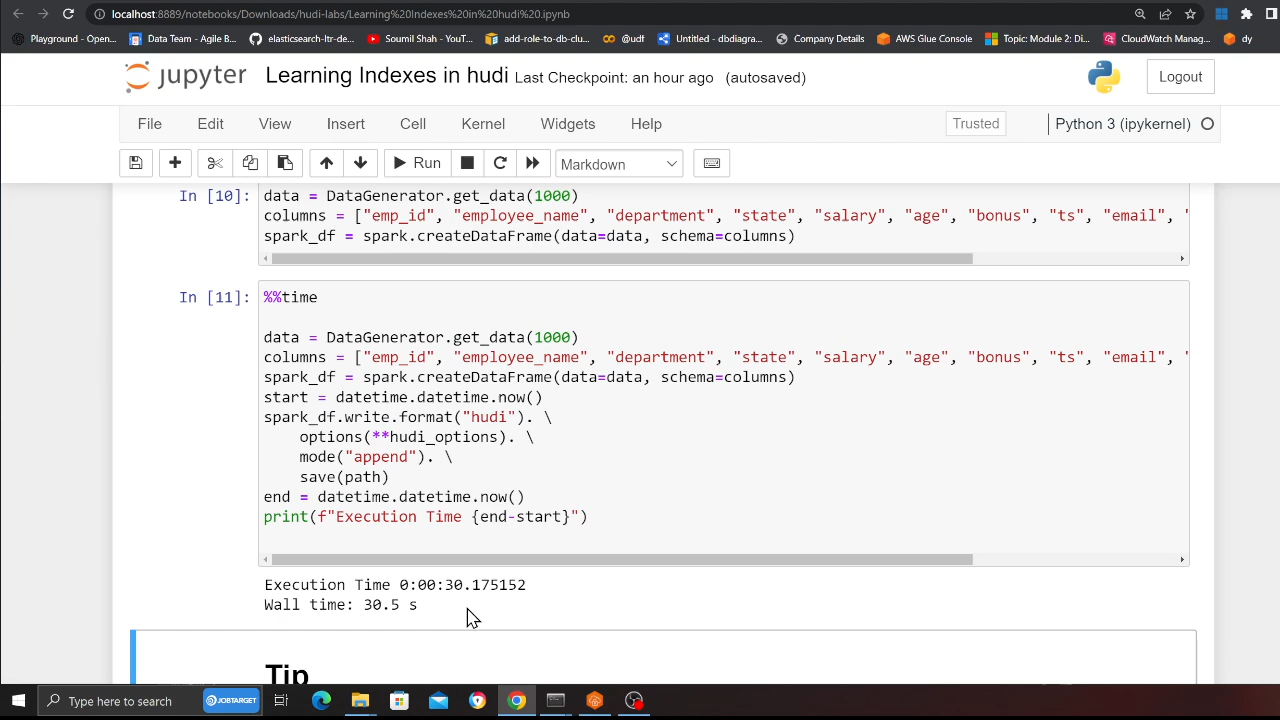 localhost:8889/notebooks/Downloads/hudi-labs/Learning%20Indexes%20in%20hudi%20.ipynb
Playground - Open... Data Team - Agile B... elasticsearch-ltr-de... Soumil Shah - YouT... add-role-to-db-clu... @udf Untitled - dbdiagra... Company Details AWS Glue Console Topic: Module 2: Di... CloudWatch Manag... dy
jupyter Learning Indexes in hudi Last Checkpoint: an hour ago (autosaved) Logout
File Edit View Insert Cell Kernel Widgets Help Trusted Python 3 (ipykernel)
Run Markdown
In [10]: data = DataGenerator.get_data(1000)
columns = ["emp_id", "employee_name", "department", "state", "salary", "age", "bonus", "ts", "email", "
spark_df = spark.createDataFrame(data=data, schema=columns)
In [11]: %%time
data = DataGenerator.get_data(1000)
columns = ["emp_id", "employee_name", "department", "state", "salary", "age", "bonus", "ts", "email", "
spark_df = spark.createDataFrame(data=data, schema=columns)
start = datetime.datetime.now()
spark_df.write.format("hudi"). \
options(**hudi_options). \
mode("append"). \
save(path)
end = datetime.datetime.now()
print(f"Execution Time {end-start}")
Execution Time 0:00:30.175152
Wall time: 30.5 s
Tip
Type here to search JOBTARGET